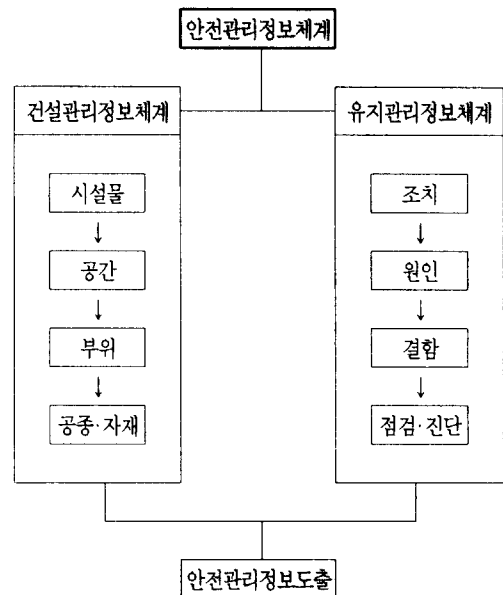 안전관리정보체계
건설관리정보체계
시설물
공간
부위
공종·자재
유지관리정보체계
조치
원인
결함
점검·진단
안전관리정보도출